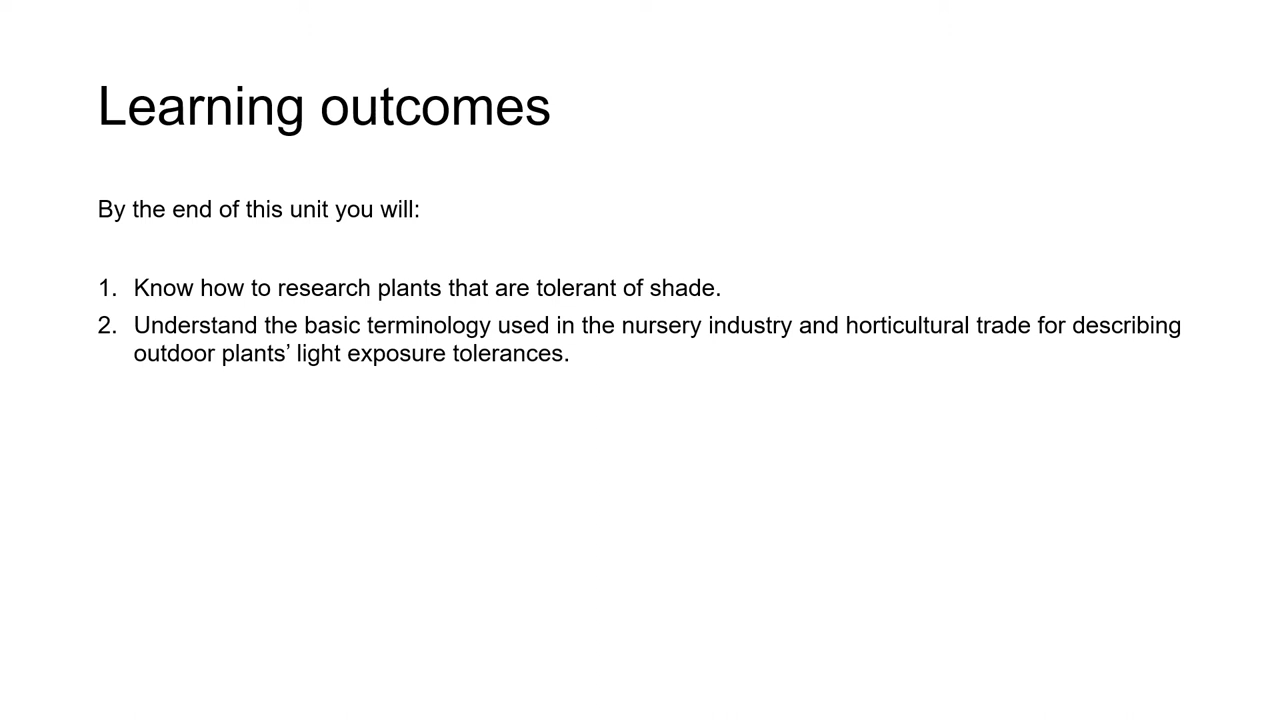 Learning outcomes
By the end of this unit you will:
1. Know how to research plants that are tolerant of shade.
2. Understand the basic terminology used in the nursery industry and horticultural trade for describing
outdoor plants’ light exposure tolerances.